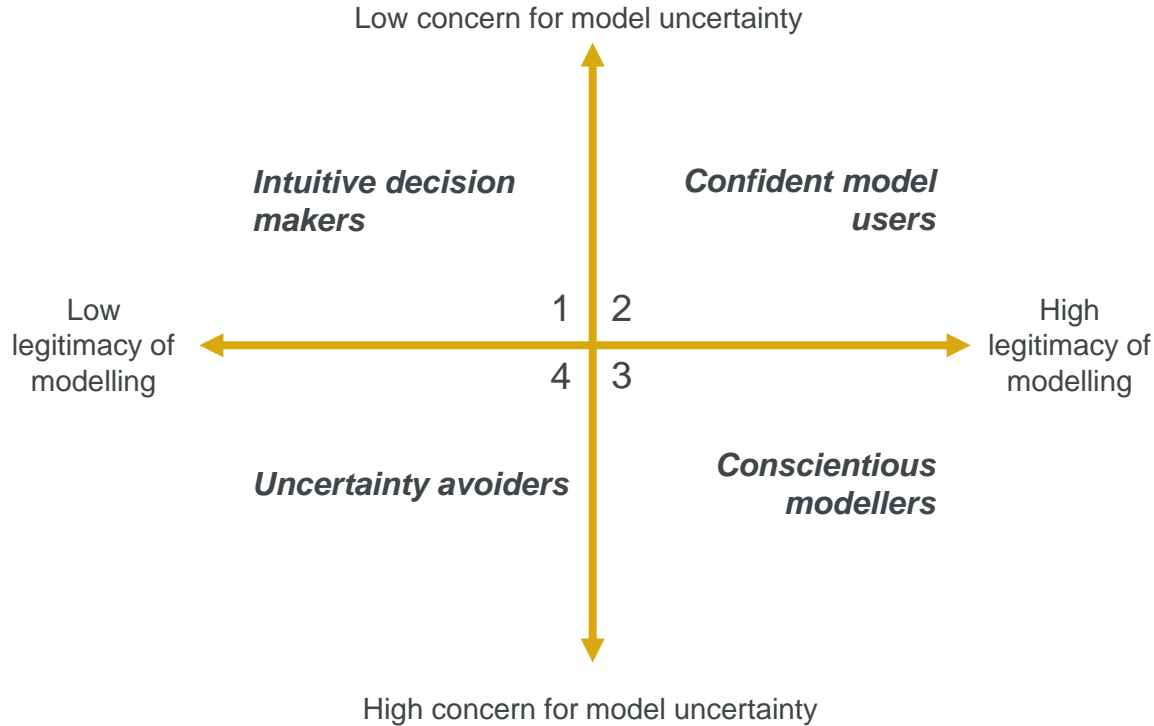 Low concern for model uncertainty
Intuitive decision
makers
Confident model
users
1
2
Low
legitimacy of
modelling
High
legitimacy of
modelling
4
3
Uncertainty avoiders
Conscientious
modellers
High concern for model uncertainty